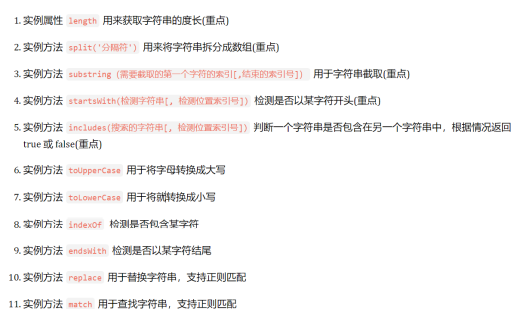 1. 实例属性 length 用来获取字符串的度长(重点)
2. 实例方法 split('分隔符') 用来将字符串拆分成数组(重点)
3. 实例方法 substring（需要截取的第一个字符的索引[,结束的索引号]） 用于字符串截取(重点)
4. 实例方法 startsWith(检测字符串[, 检测位置索引号]) 检测是否以某字符开头(重点)
5. 实例方法 includes(搜索的字符串[, 检测位置索引号]) 判断一个字符串是否包含在另一个字符串中，根据情况返回
true 或 false(重点)
6. 实例方法 toUpperCase 用于将字母转换成大写
7. 实例方法 toLowerCase 用于将就转换成小写
8. 实例方法 indexOf 检测是否包含某字符
9. 实例方法 endsWith 检测是否以某字符结尾
10. 实例方法 replace 用于替换字符串，支持正则匹配
11. 实例方法 match 用于查找字符串，支持正则匹配